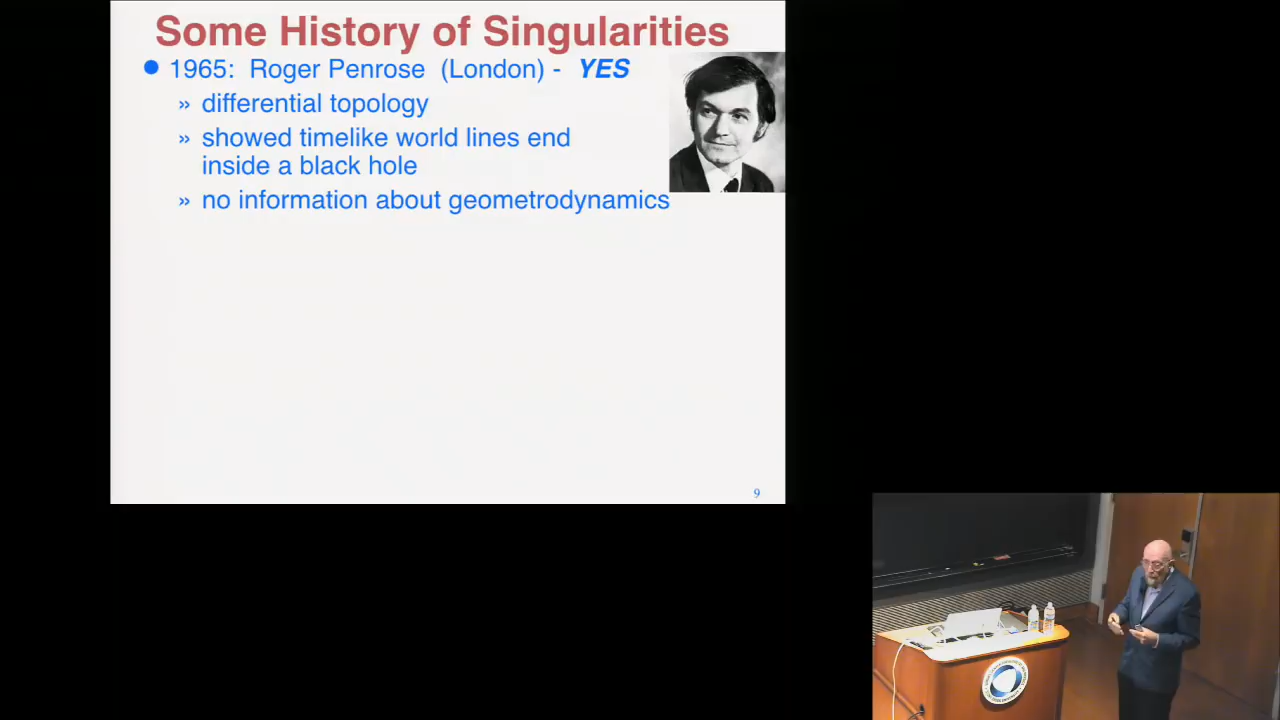 Some History of Singularities
1965: Roger Penrose (London) - YES
» differential topology
» showed timelike world lines end
inside a black hole
» no information about geometrodynamics
9